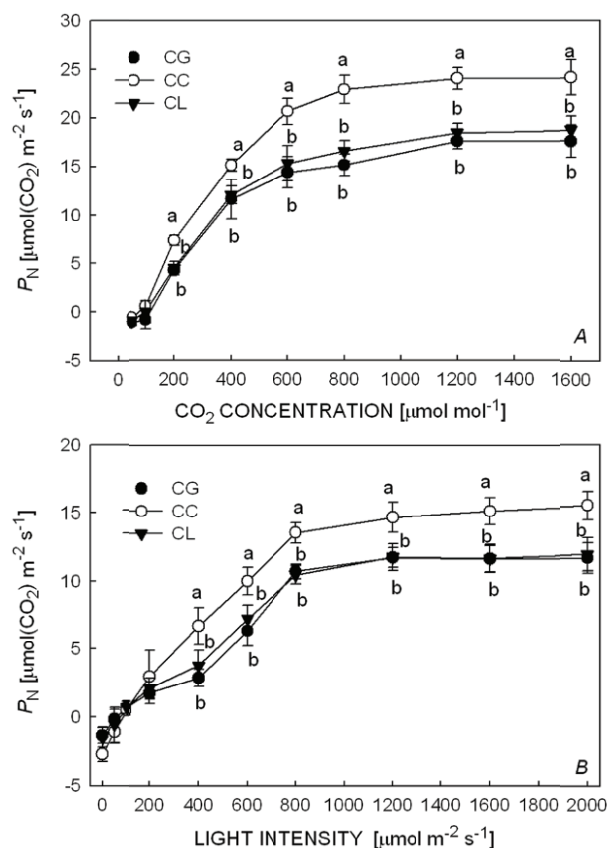 30
25
20
15
10
5
0
-5
P_N [µmol(CO₂) m⁻² s⁻¹]
CG
CC
CL
a
a
a
a
a
a
b
b
b
b
b
b
b
b
b
b
b
b
A
0 200 400 600 800 1000 1200 1400 1600
CO₂ CONCENTRATION [µmol mol⁻¹]
20
15
10
5
0
-5
P_N [µmol(CO₂) m⁻² s⁻¹]
CG
CC
CL
a
a
a
a
a
a
b
b
b
b
b
b
b
b
b
b
b
b
B
0 200 400 600 800 1000 1200 1400 1600 1800 2000
LIGHT INTENSITY [µmol m⁻² s⁻¹]